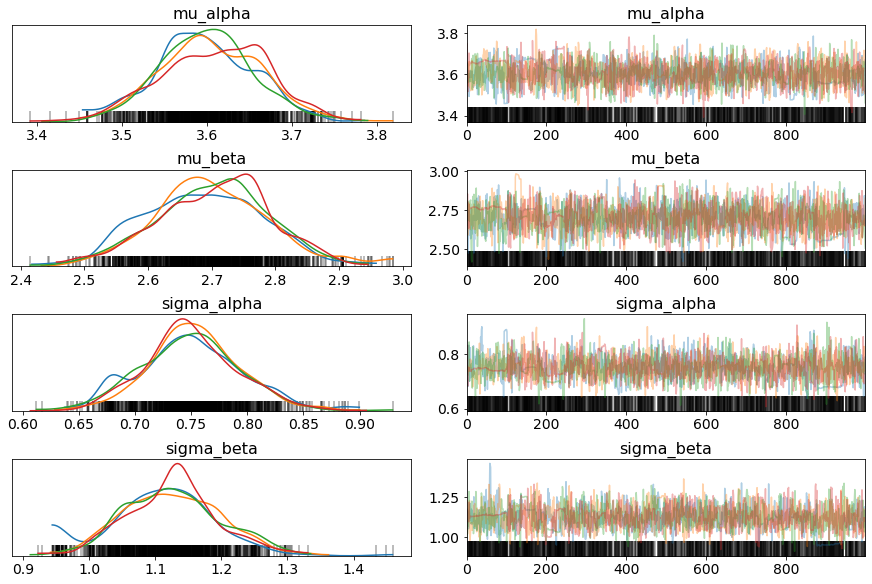 mu_alpha mu_alpha
3.8
3.6
3.4
3.4 3.5 3.6 3.7 3.8 0 200 400 600 800
mu_beta mu_beta
3.00
2.75
2.50
2.4 2.5 2.6 2.7 2.8 2.9 3.0 0 200 400 600 800
sigma_alpha sigma_alpha
0.8
0.6
0.60 0.65 0.70 0.75 0.80 0.85 0.90 0 200 400 600 800
sigma_beta sigma_beta
1.25
1.00
0.9 1.0 1.1 1.2 1.3 1.4 0 200 400 600 800